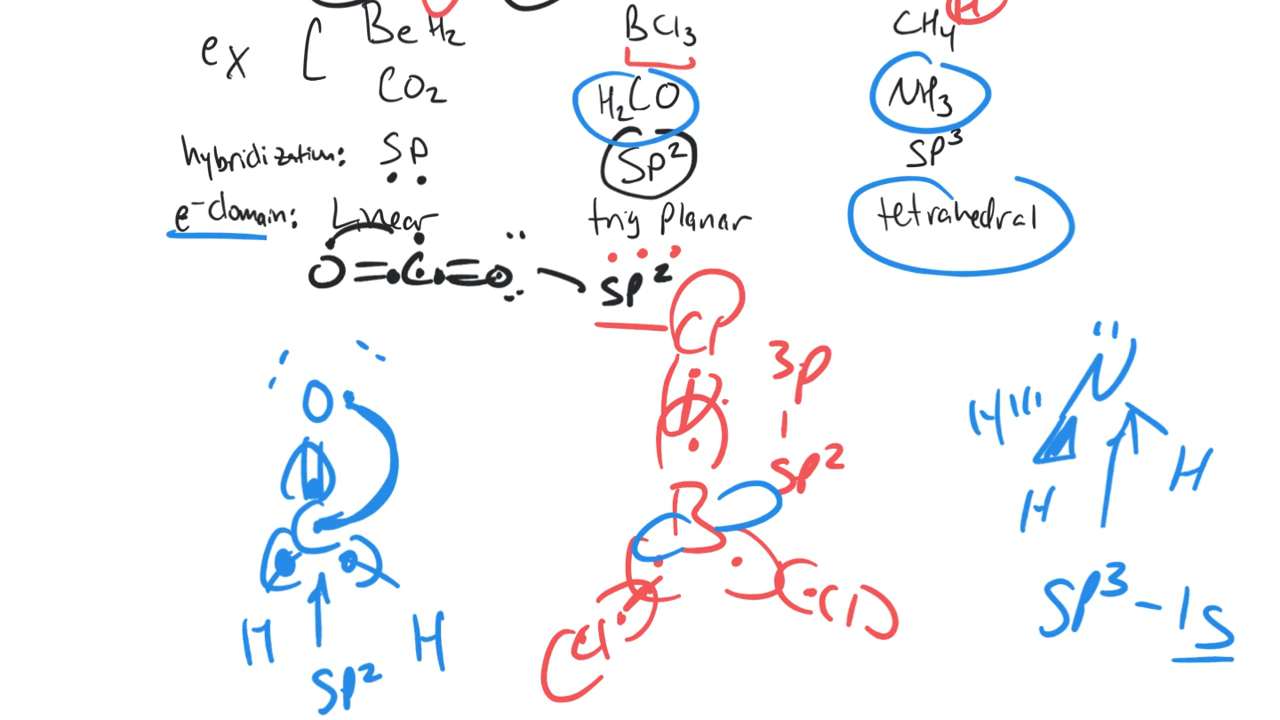 ex [ BeH₂ BCl₃ CH₄ H
CO₂ H₂CO NH₃
hybridization: SP SP² SP³
e⁻domain: Linear trig Planar tetrahedral
O=C=O SP²
Cl
3p
O
N
H
SP²
H
H
C
B
H H
SP²
Cl
Cl
SP³-1S